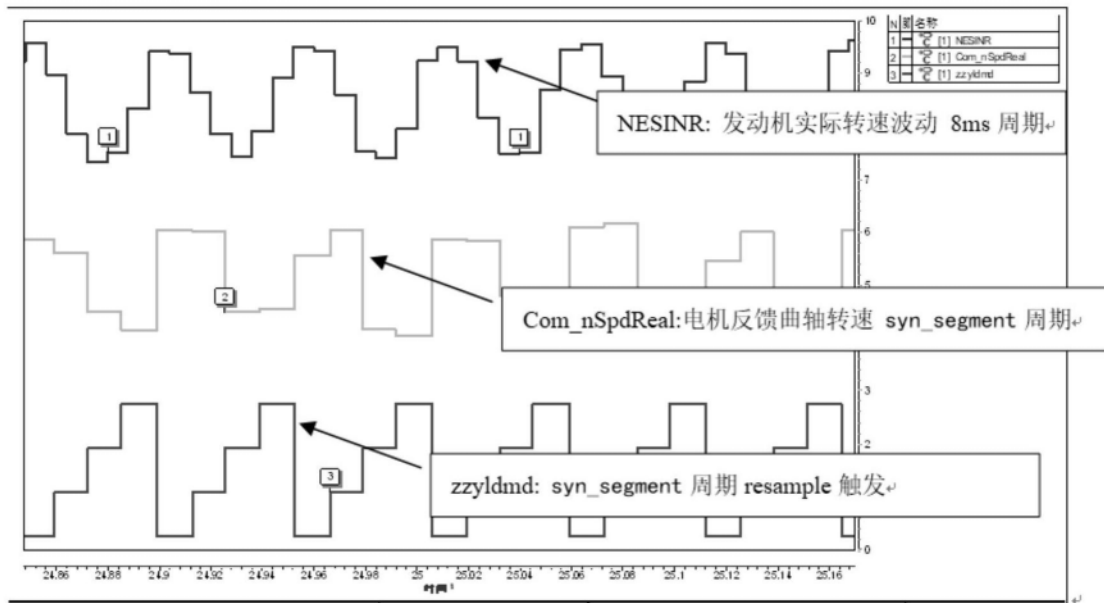 10
N 名称
1 [1] NESINR
2 [1] Com_nSpdReal
3 [1] zzyldmd
9
NESINR: 发动机实际转速波动 8ms 周期
1
1
7
6
2
5
Com_nSpdReal:电机反馈曲轴转速 syn_segment 周期
3
2
3
zzyldmd: syn_segment 周期 resample 触发
0
24.86 24.88 24.9 24.92 24.94 24.96 24.98 25 25.02 25.04 25.06 25.08 25.1 25.12 25.14 25.16
时间